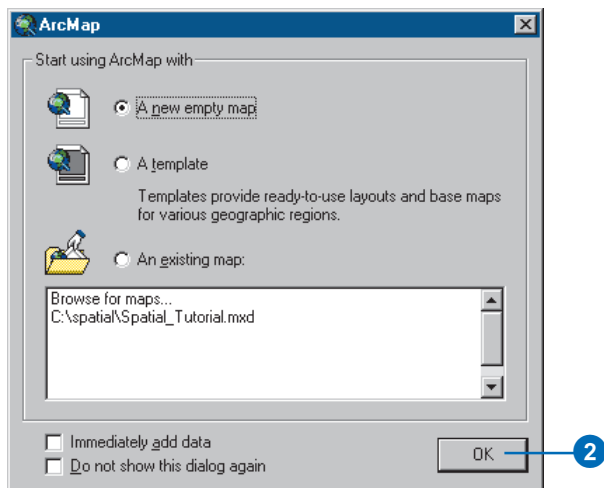 ArcMap
Start using ArcMap with
A new empty map
A template
Templates provide ready-to-use layouts and base maps
for various geographic regions.
An existing map:
Browse for maps...
C:\spatial\Spatial_Tutorial.mxd
Immediately add data
Do not show this dialog again
OK
2